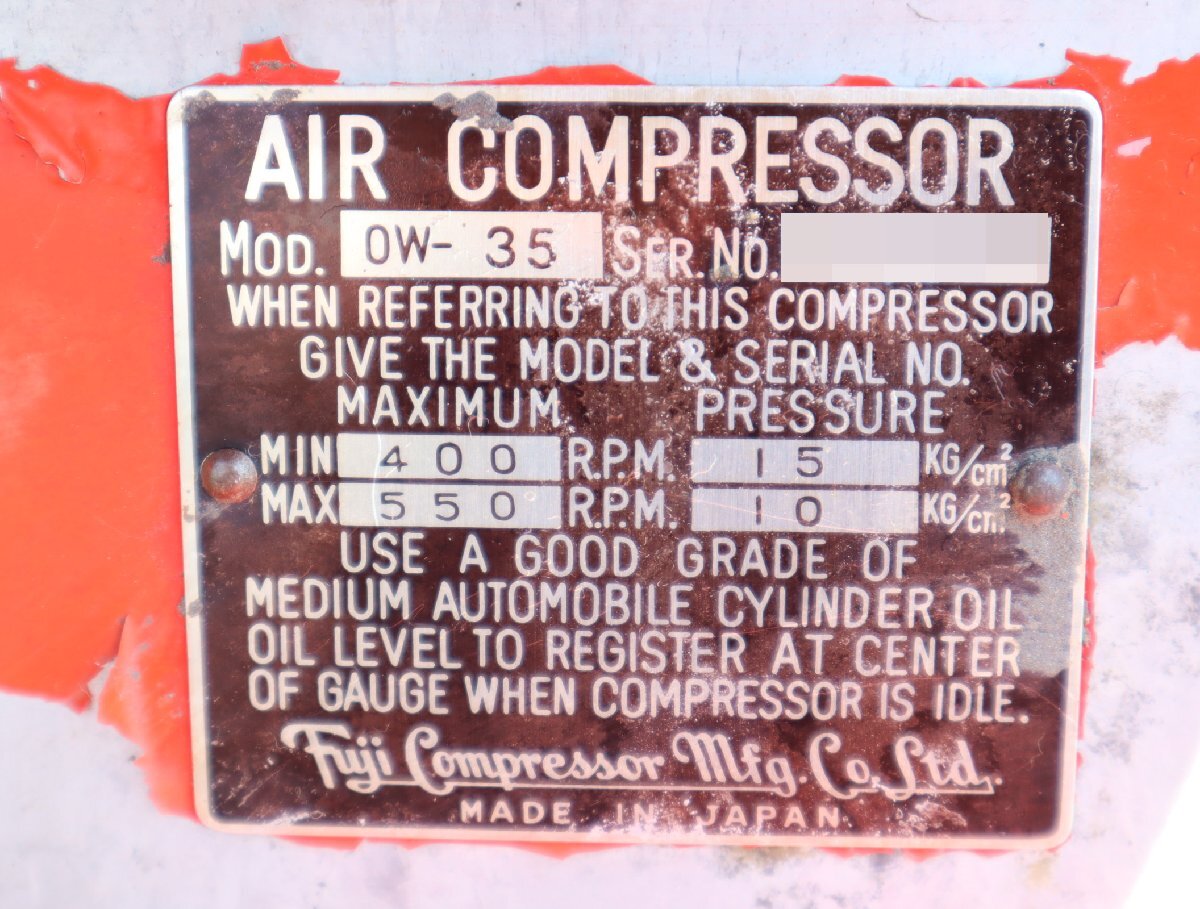 AIR COMPRESSOR
MOD. OW- 35 SER. NO.
WHEN REFERRING TO THIS COMPRESSOR
GIVE THE MODEL & SERIAL NO.
MAXIMUM PRESSURE
MIN 400 R.P.M. 15 KG/cm²
MAX 550 R.P.M. 10 KG/cm²
USE A GOOD GRADE OF
MEDIUM AUTOMOBILE CYLINDER OIL
OIL LEVEL TO REGISTER AT CENTER
OF GAUGE WHEN COMPRESSOR IS IDLE.
Fuji Compressor Mfg. Co. Ltd.
MADE IN JAPAN.